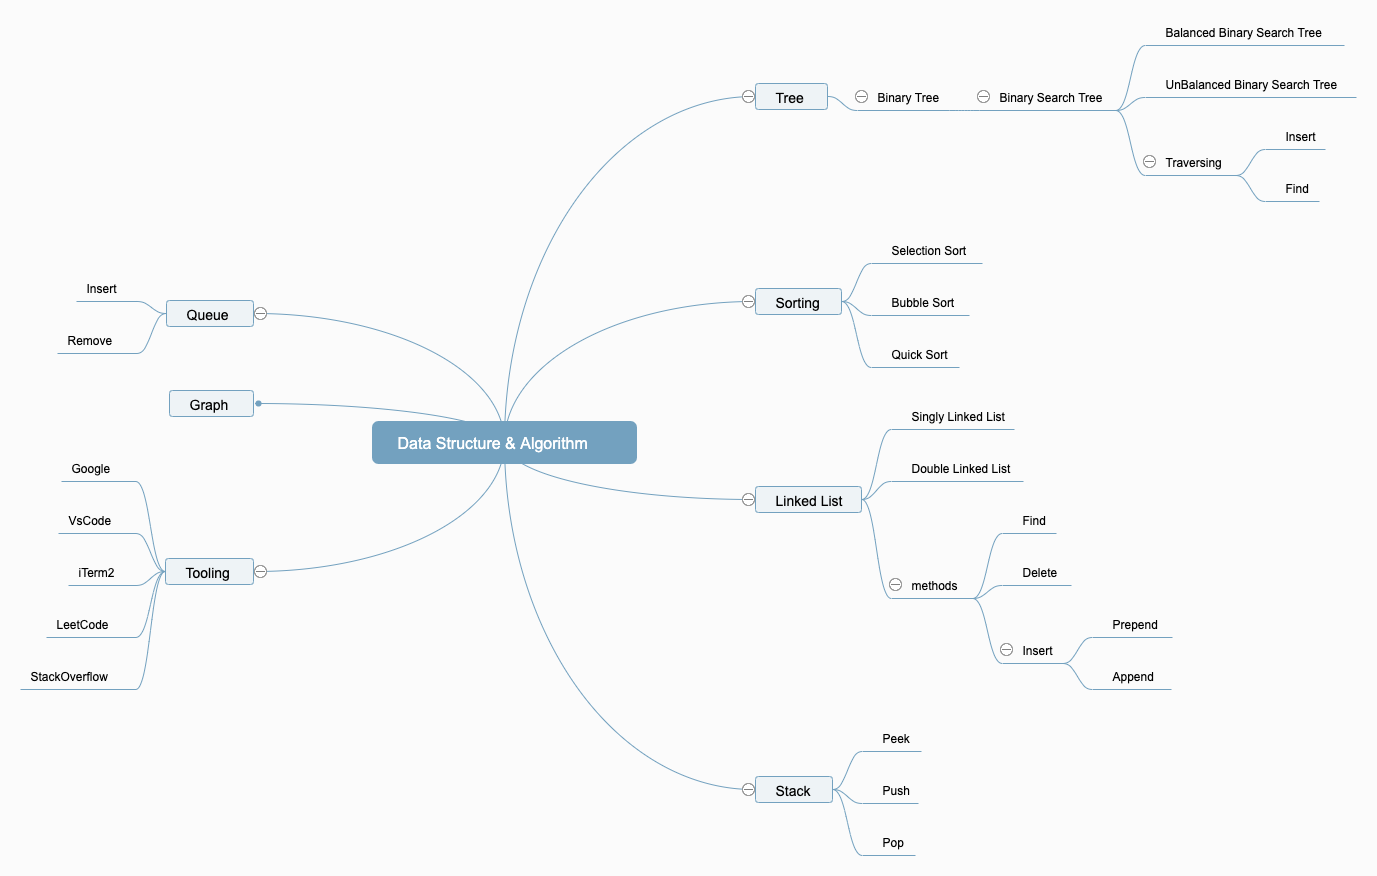 Data Structure & Algorithm
Tree
Binary Tree
Binary Search Tree
Balanced Binary Search Tree
UnBalanced Binary Search Tree
Traversing
Insert
Find
Sorting
Selection Sort
Bubble Sort
Quick Sort
Linked List
Singly Linked List
Double Linked List
methods
Find
Delete
Insert
Prepend
Append
Stack
Peek
Push
Pop
Queue
Insert
Remove
Graph
Tooling
Google
VsCode
iTerm2
LeetCode
StackOverflow